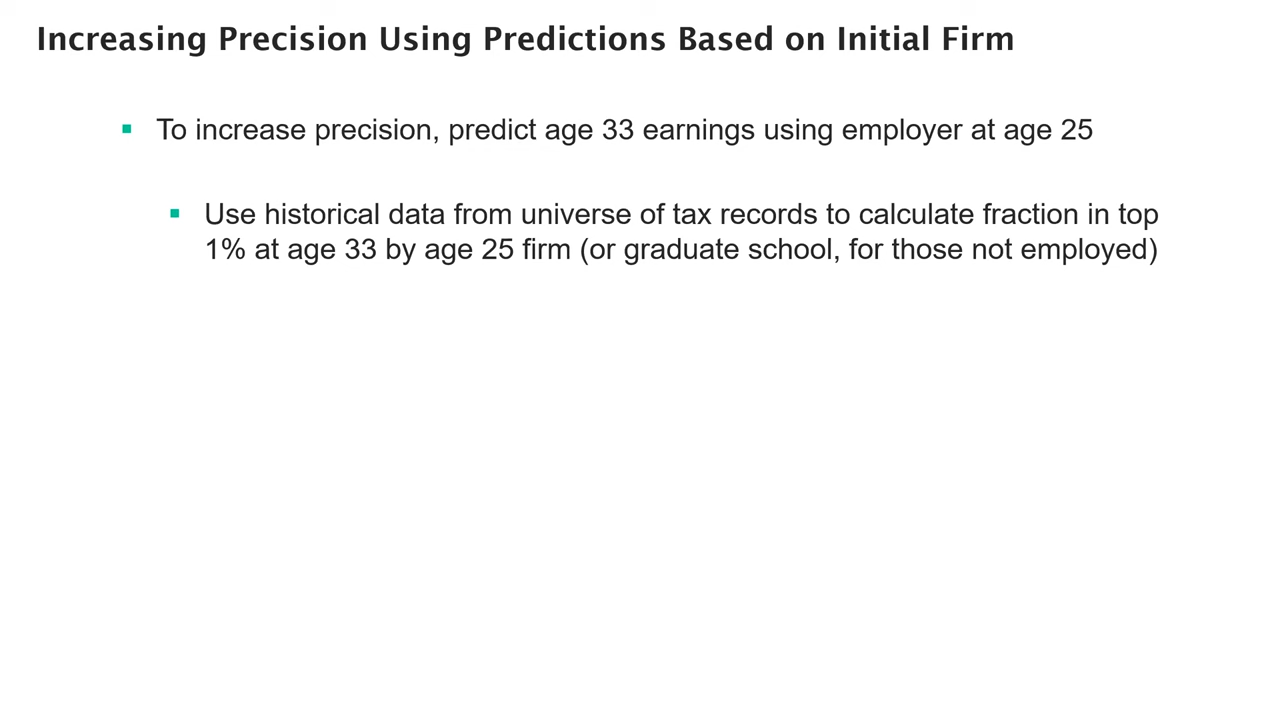 Increasing Precision Using Predictions Based on Initial Firm
To increase precision, predict age 33 earnings using employer at age 25
Use historical data from universe of tax records to calculate fraction in top
1% at age 33 by age 25 firm (or graduate school, for those not employed)